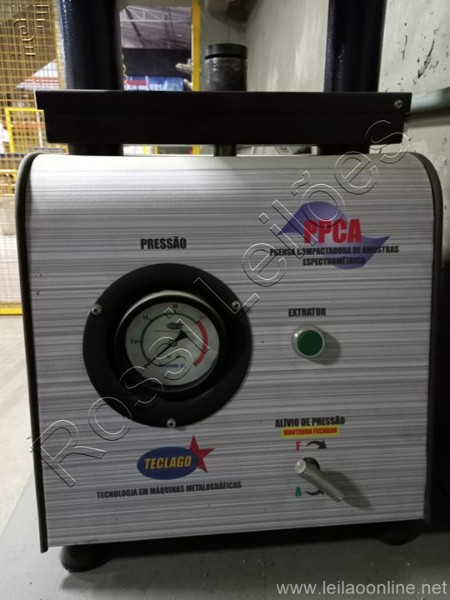 PPCA
PRENSA COMPACTADORA DE AMOSTRAS
ESPECTROMÉTRICA
PRESSÃO
EXTRATOR
ALÍVIO DE PRESSÃO
MANTENHA FECHADO
F
A
TECLAGO
TECNOLOGIA EM MÁQUINAS METALOGRÁFICAS
Rossi Leilões
www.leilaoonline.net